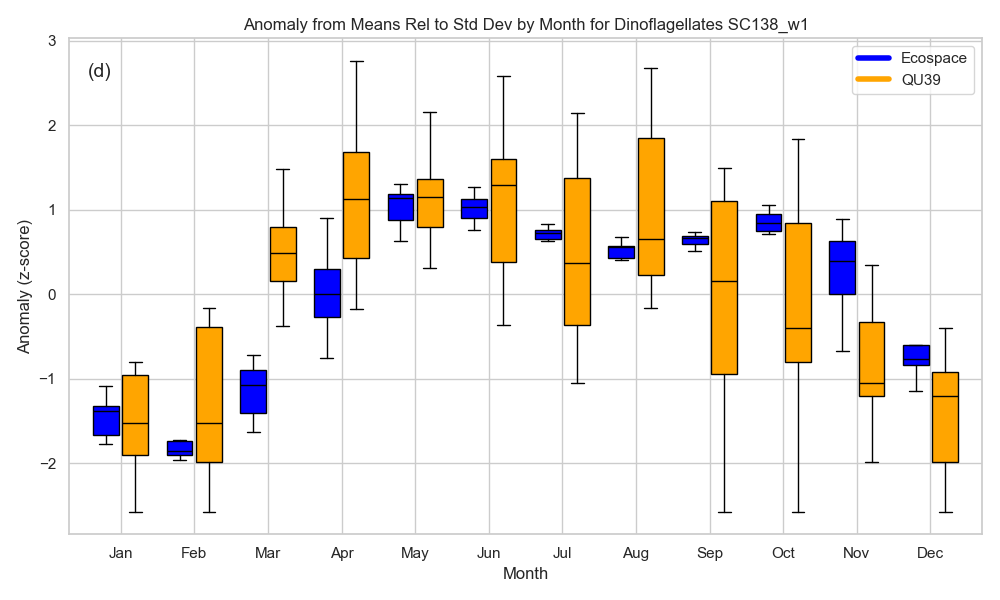 Anomaly from Means Rel to Std Dev by Month for Dinoflagellates SC138_w1
(d)
Ecospace
QU39
Anomaly (z-score)
3
2
1
0
−1
−2
Jan Feb Mar Apr May Jun Jul Aug Sep Oct Nov Dec
Month